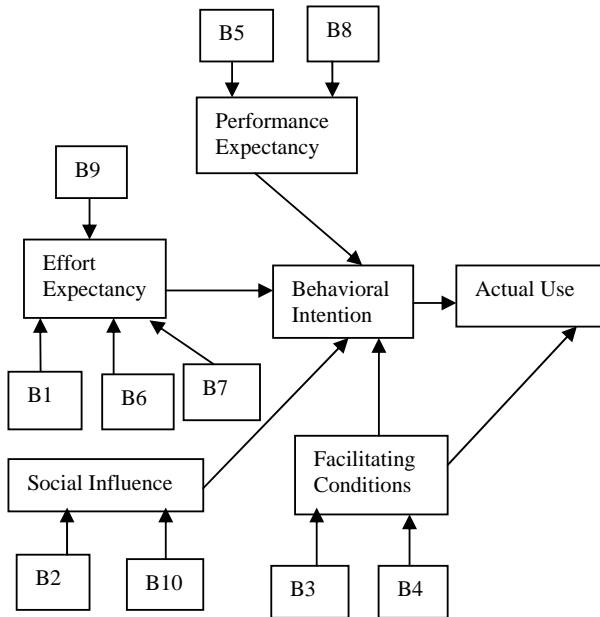 B5
B8
Performance
Expectancy
B9
Effort
Expectancy
Behavioral
Intention
Actual Use
B1
B6
B7
Social Influence
Facilitating
Conditions
B2
B10
B3
B4